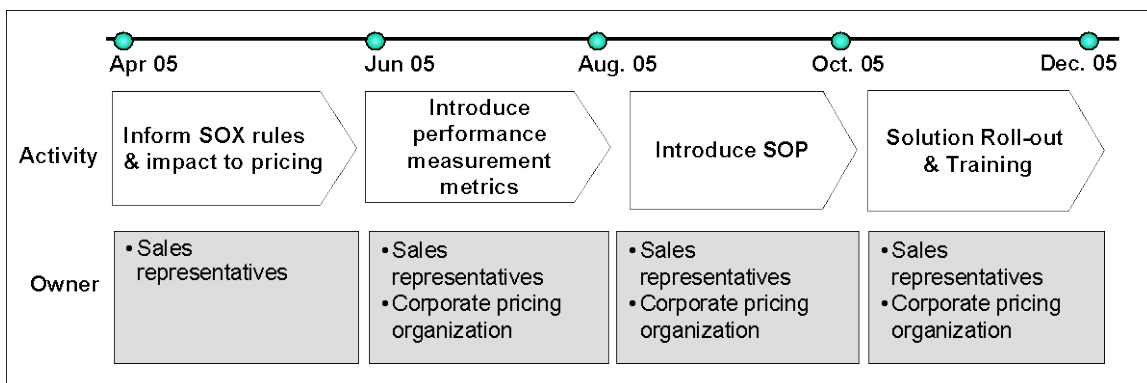 Apr 05 Jun 05 Aug. 05 Oct. 05 Dec. 05
Activity
Inform SOX rules
& impact to pricing
Introduce
performance
measurement
metrics
Introduce SOP
Solution Roll-out
& Training
Owner
• Sales
representatives
• Sales
representatives
• Corporate pricing
organization
• Sales
representatives
• Corporate pricing
organization
• Sales
representatives
• Corporate pricing
organization